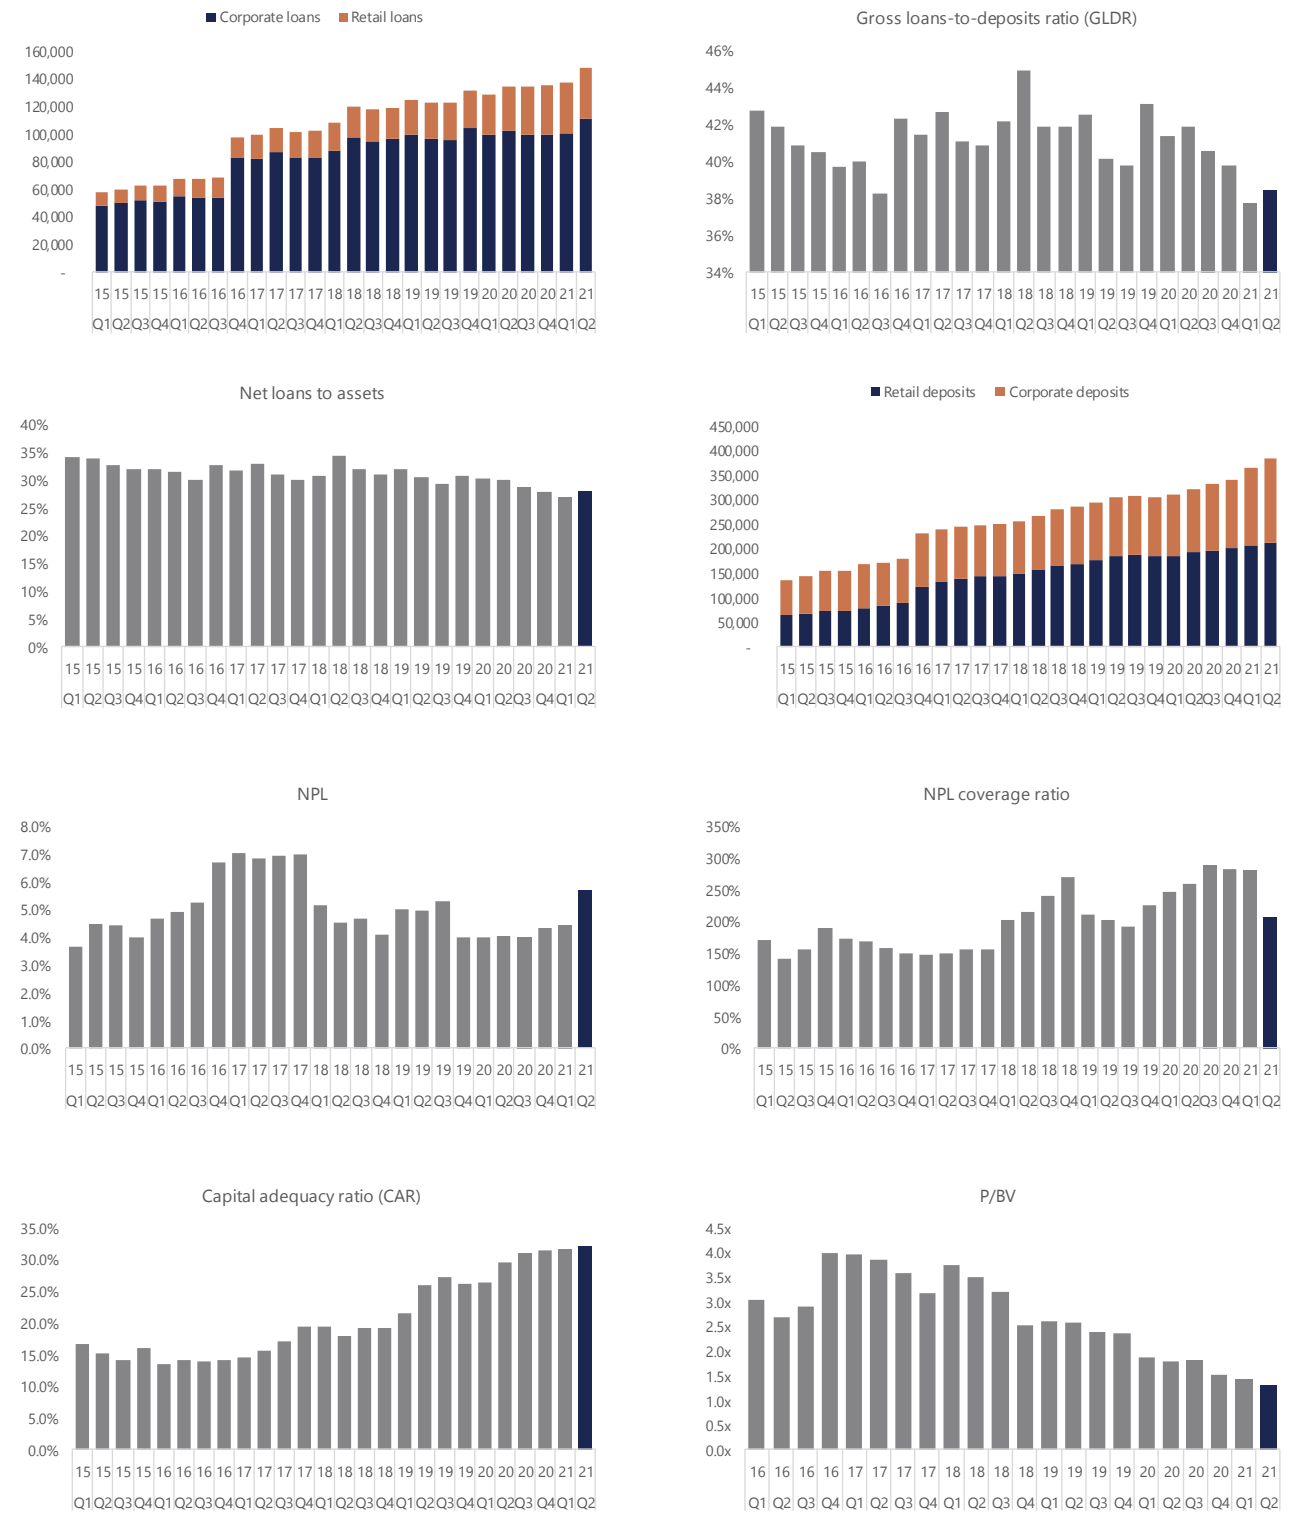 Corporate loans Retail loans
160,000
140,000
120,000
100,000
80,000
60,000
40,000
20,000
-
15 15 15 15 16 16 16 16 17 17 17 17 18 18 18 18 19 19 19 19 20 20 20 20 21 21
Q1 Q2 Q3 Q4 Q1 Q2 Q3 Q4 Q1 Q2 Q3 Q4 Q1 Q2 Q3 Q4 Q1 Q2 Q3 Q4 Q1 Q2 Q3 Q4 Q1 Q2
Gross loans-to-deposits ratio (GLDR)
46%
44%
42%
40%
38%
36%
34%
15 15 15 15 16 16 16 16 17 17 17 17 18 18 18 18 19 19 19 19 20 20 20 20 21 21
Q1 Q2 Q3 Q4 Q1 Q2 Q3 Q4 Q1 Q2 Q3 Q4 Q1 Q2 Q3 Q4 Q1 Q2 Q3 Q4 Q1 Q2 Q3 Q4 Q1 Q2
Net loans to assets
40%
35%
30%
25%
20%
15%
10%
5%
0%
15 15 15 15 16 16 16 16 17 17 17 17 18 18 18 18 19 19 19 19 20 20 20 20 21 21
Q1 Q2 Q3 Q4 Q1 Q2 Q3 Q4 Q1 Q2 Q3 Q4 Q1 Q2 Q3 Q4 Q1 Q2 Q3 Q4 Q1 Q2 Q3 Q4 Q1 Q2
Retail deposits Corporate deposits
450,000
400,000
350,000
300,000
250,000
200,000
150,000
100,000
50,000
-
15 15 15 15 16 16 16 16 17 17 17 17 18 18 18 18 19 19 19 19 20 20 20 20 21 21
Q1 Q2 Q3 Q4 Q1 Q2 Q3 Q4 Q1 Q2 Q3 Q4 Q1 Q2 Q3 Q4 Q1 Q2 Q3 Q4 Q1 Q2 Q3 Q4 Q1 Q2
NPL
8.0%
7.0%
6.0%
5.0%
4.0%
3.0%
2.0%
1.0%
0.0%
15 15 15 15 16 16 16 16 17 17 17 17 18 18 18 18 19 19 19 19 20 20 20 20 21 21
Q1 Q2 Q3 Q4 Q1 Q2 Q3 Q4 Q1 Q2 Q3 Q4 Q1 Q2 Q3 Q4 Q1 Q2 Q3 Q4 Q1 Q2 Q3 Q4 Q1 Q2
NPL coverage ratio
350%
300%
250%
200%
150%
100%
50%
0%
15 15 15 15 16 16 16 16 17 17 17 17 18 18 18 18 19 19 19 19 20 20 20 20 21 21
Q1 Q2 Q3 Q4 Q1 Q2 Q3 Q4 Q1 Q2 Q3 Q4 Q1 Q2 Q3 Q4 Q1 Q2 Q3 Q4 Q1 Q2 Q3 Q4 Q1 Q2
Capital adequacy ratio (CAR)
35.0%
30.0%
25.0%
20.0%
15.0%
10.0%
5.0%
0.0%
15 15 15 15 16 16 16 16 17 17 17 17 18 18 18 18 19 19 19 19 20 20 20 20 21 21
Q1 Q2 Q3 Q4 Q1 Q2 Q3 Q4 Q1 Q2 Q3 Q4 Q1 Q2 Q3 Q4 Q1 Q2 Q3 Q4 Q1 Q2 Q3 Q4 Q1 Q2
P/BV
4.5x
4.0x
3.5x
3.0x
2.5x
2.0x
1.5x
1.0x
0.5x
0.0x
16 16 16 16 17 17 17 17 18 18 18 18 19 19 19 19 20 20 20 20 21 21
Q1 Q2 Q3 Q4 Q1 Q2 Q3 Q4 Q1 Q2 Q3 Q4 Q1 Q2 Q3 Q4 Q1 Q2 Q3 Q4 Q1 Q2